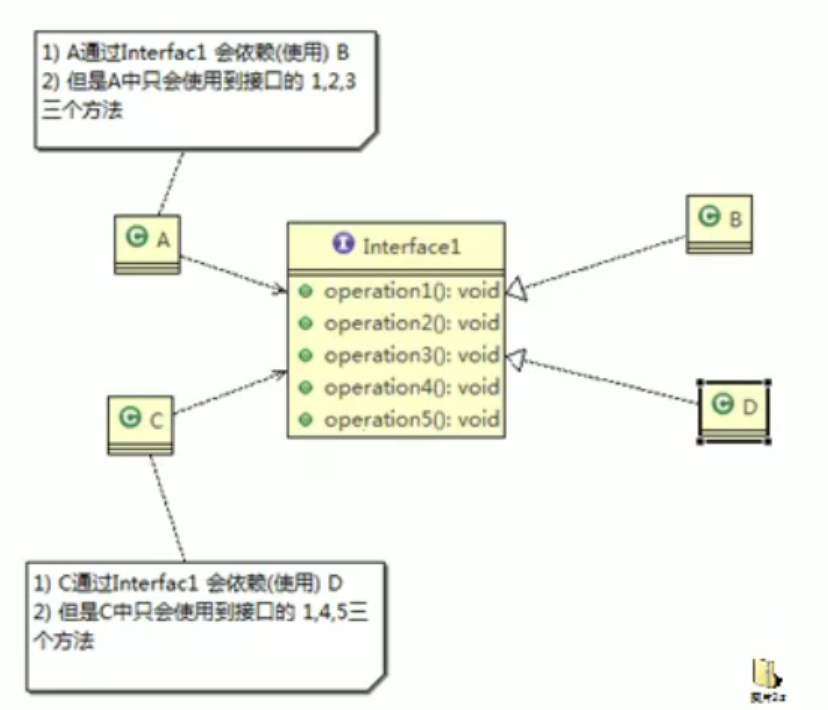 1) A通过Interfac1 会依赖(使用) B
2) 但是A中只会使用到接口的 1,2,3
三个方法
C A
C B
I Interface1
operation1(): void
operation2(): void
operation3(): void
operation4(): void
operation5(): void
C C
C D
1) C通过Interfac1 会依赖(使用) D
2) 但是C中只会使用到接口的 1,4,5三
个方法